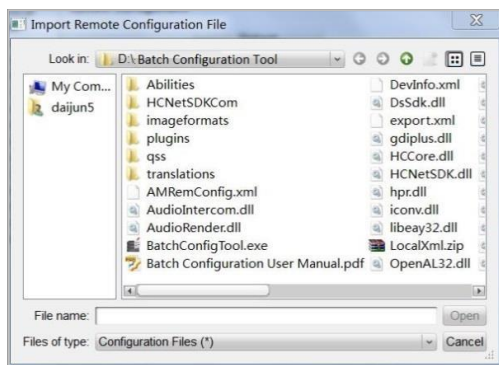 Import Remote Configuration File
Look in: D:\ Batch Configuration Tool
My Com...
daijun5
Abilities
HCNetSDKCom
imageformats
plugins
qss
translations
AMRemConfig.xml
AudioIntercom.dll
AudioRender.dll
BatchConfigTool.exe
Batch Configuration User Manual.pdf
DevInfo.xml
DsSdk.dll
export.xml
gdiplus.dll
HCCore.dll
HCNetSDK.dll
hpr.dll
iconv.dll
libeay32.dll
LocalXml.zip
OpenAL32.dll
File name:
Open
Files of type: Configuration Files (*)
Cancel